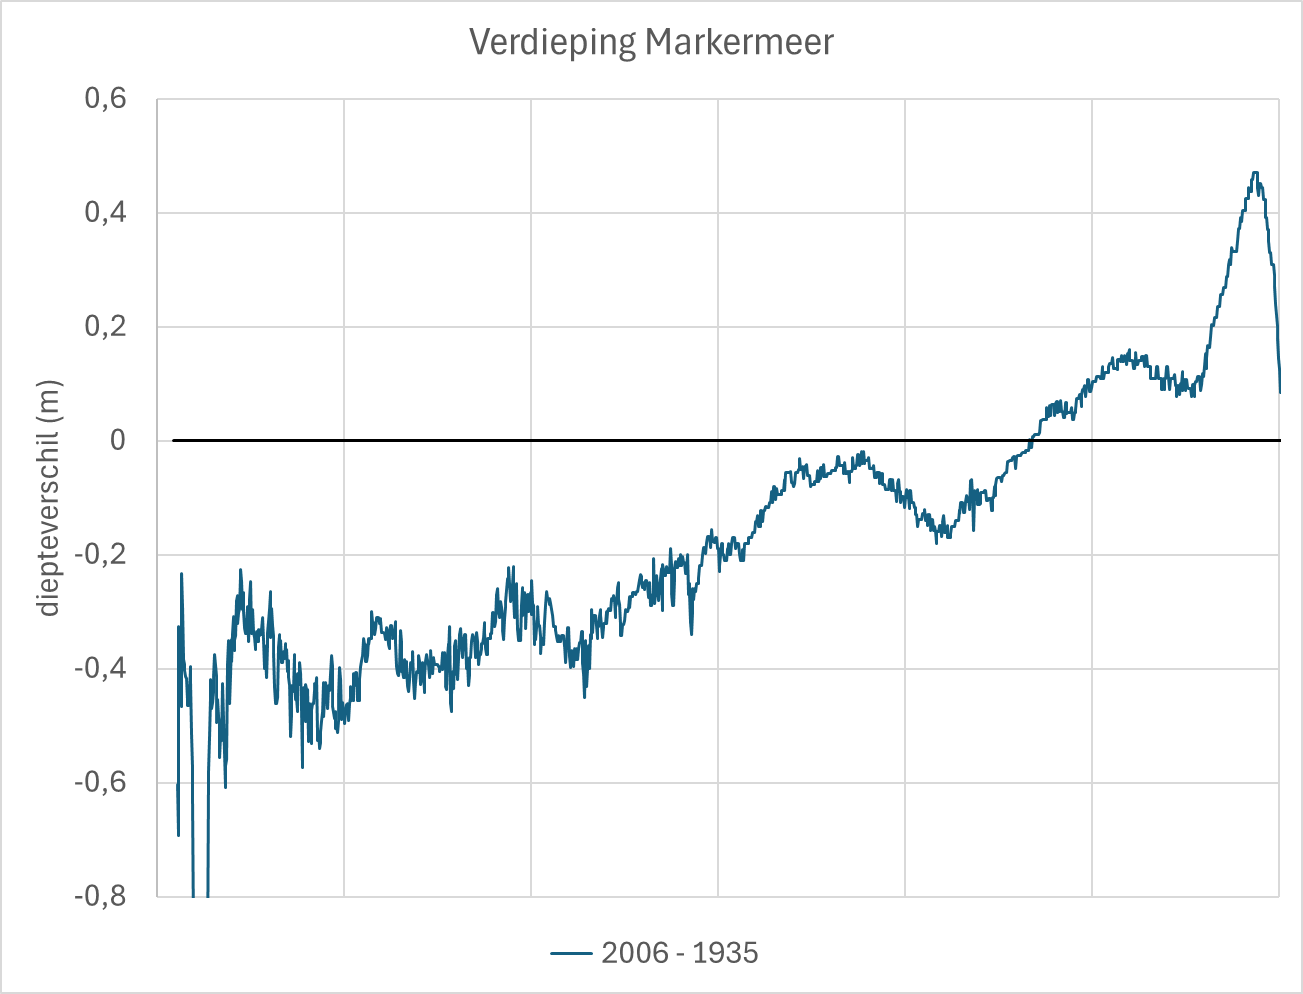 Verdieping Markermeer
0,6
0,4
0,2
0
-0,2
-0,4
-0,6
-0,8
diepteverschil (m)
2006 - 1935